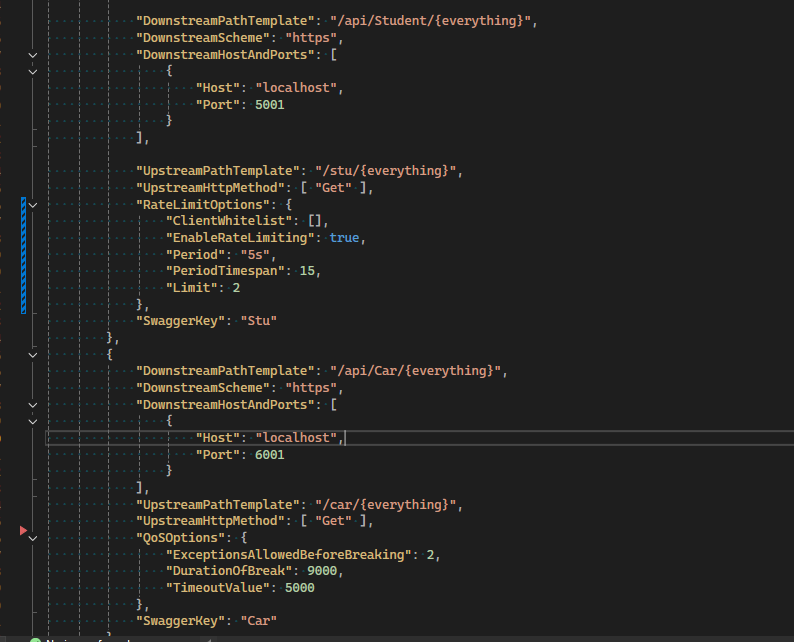 "DownstreamPathTemplate": "/api/Student/{everything}",
"DownstreamScheme": "https",
"DownstreamHostAndPorts": [
{
"Host": "localhost",
"Port": 5001
}
],
"UpstreamPathTemplate": "/stu/{everything}",
"UpstreamHttpMethod": [ "Get" ],
"RateLimitOptions": {
"ClientWhitelist": [],
"EnableRateLimiting": true,
"Period": "5s",
"PeriodTimespan": 15,
"Limit": 2
},
"SwaggerKey": "Stu"
},
{
"DownstreamPathTemplate": "/api/Car/{everything}",
"DownstreamScheme": "https",
"DownstreamHostAndPorts": [
{
"Host": "localhost",
"Port": 6001
}
],
"UpstreamPathTemplate": "/car/{everything}",
"UpstreamHttpMethod": [ "Get" ],
"QoSOptions": {
"ExceptionsAllowedBeforeBreaking": 2,
"DurationOfBreak": 9000,
"TimeoutValue": 5000
},
"SwaggerKey": "Car"